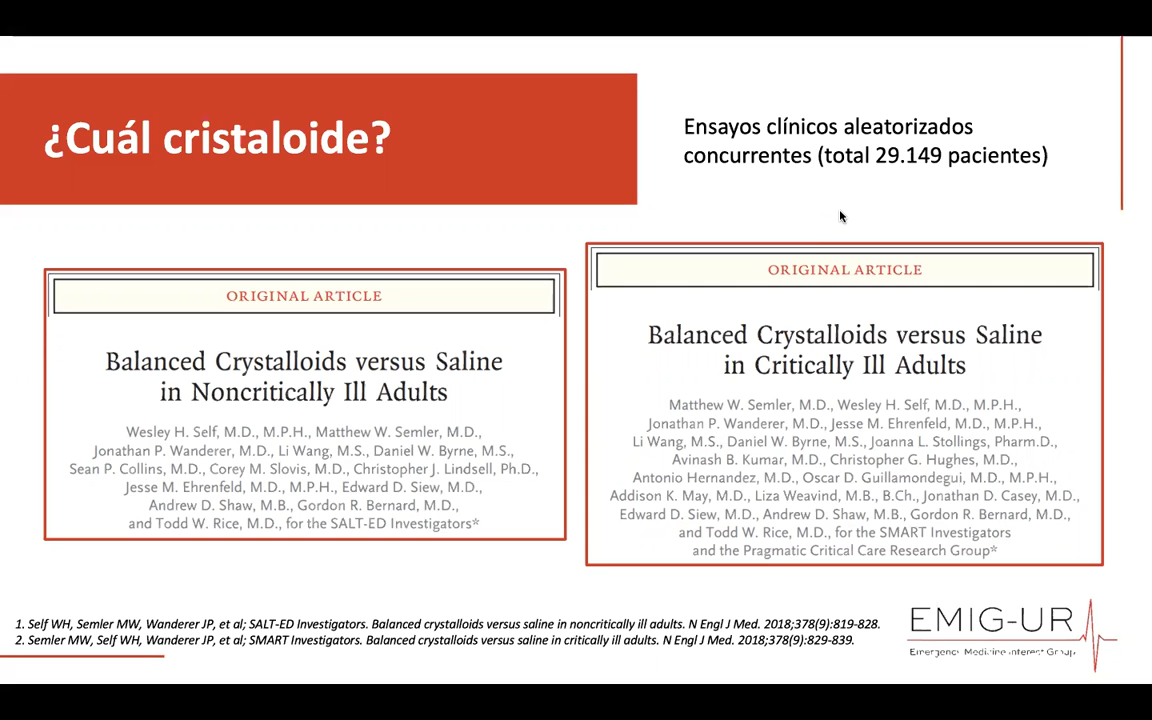 ¿Cuál cristaloide?
Ensayos clínicos aleatorizados
concurrentes (total 29.149 pacientes)
ORIGINAL ARTICLE
Balanced Crystalloids versus Saline
in Noncritically Ill Adults
Wesley H. Self, M.D., M.P.H., Matthew W. Semler, M.D.,
Jonathan P. Wanderer, M.D., Li Wang, M.S., Daniel W. Byrne, M.S.,
Sean P. Collins, M.D., Corey M. Slovis, M.D., Christopher J. Lindsell, Ph.D.,
Jesse M. Ehrenfeld, M.D., M.P.H., Edward D. Siew, M.D.,
Andrew D. Shaw, M.B., Gordon R. Bernard, M.D.,
and Todd W. Rice, M.D., for the SALT-ED Investigators*
ORIGINAL ARTICLE
Balanced Crystalloids versus Saline
in Critically Ill Adults
Matthew W. Semler, M.D., Wesley H. Self, M.D., M.P.H.,
Jonathan P. Wanderer, M.D., Jesse M. Ehrenfeld, M.D., M.P.H.,
Li Wang, M.S., Daniel W. Byrne, M.S., Joanna L. Stollings, Pharm.D.,
Avinash B. Kumar, M.D., Christopher G. Hughes, M.D.,
Antonio Hernandez, M.D., Oscar D. Guillamondegui, M.D., M.P.H.,
Addison K. May, M.D., Liza Weavind, M.B., B.Ch., Jonathan D. Casey, M.D.,
Edward D. Siew, M.D., Andrew D. Shaw, M.B., Gordon R. Bernard, M.D.,
and Todd W. Rice, M.D., for the SMART Investigators
and the Pragmatic Critical Care Research Group*
1. Self WH, Semler MW, Wanderer JP, et al; SALT-ED Investigators. Balanced crystalloids versus saline in noncritically ill adults. N Engl J Med. 2018;378(9):819-828.
2. Semler MW, Self WH, Wanderer JP, et al; SMART Investigators. Balanced crystalloids versus saline in critically ill adults. N Engl J Med. 2018;378(9):829-839.
EMIG-UR
Emergency Medicine Interest Group